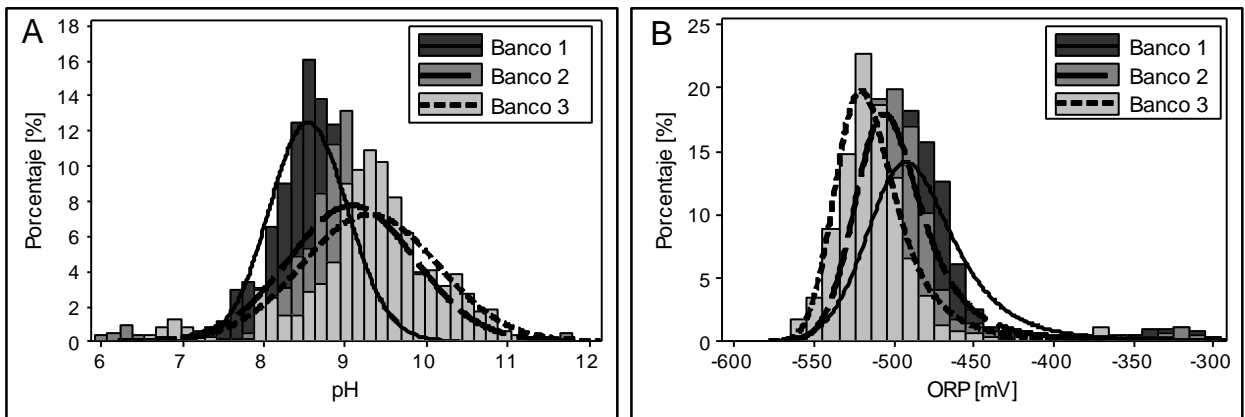 A
18
16
14
12
10
8
6
4
2
0
Porcentaje [%]
6 7 8 9 10 11 12
pH
Banco 1
Banco 2
Banco 3
B
25
20
15
10
5
0
Porcentaje [%]
-600 -550 -500 -450 -400 -350 -300
ORP [mV]
Banco 1
Banco 2
Banco 3